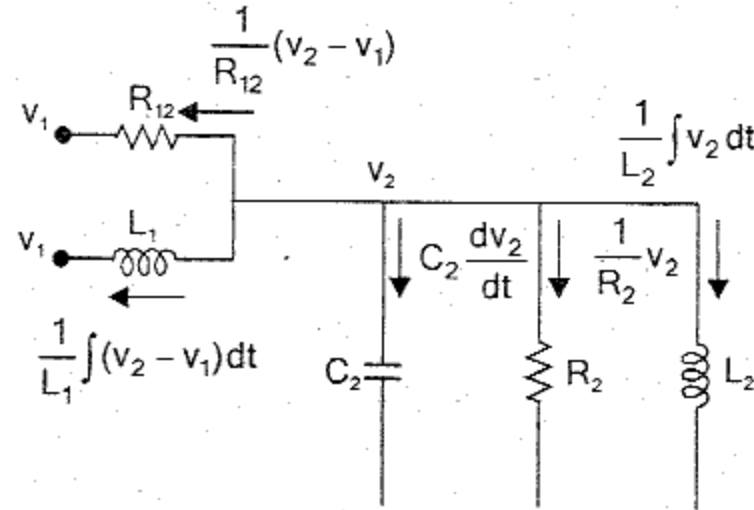 1/R₁₂ (v₂ – v₁)
v₁
R₁₂
1/L₂ ∫ v₂ dt
v₂
v₁
L₁
C₂ dv₂/dt
1/R₂ v₂
1/L₁ ∫ (v₂ – v₁) dt
C₂
R₂
L₂